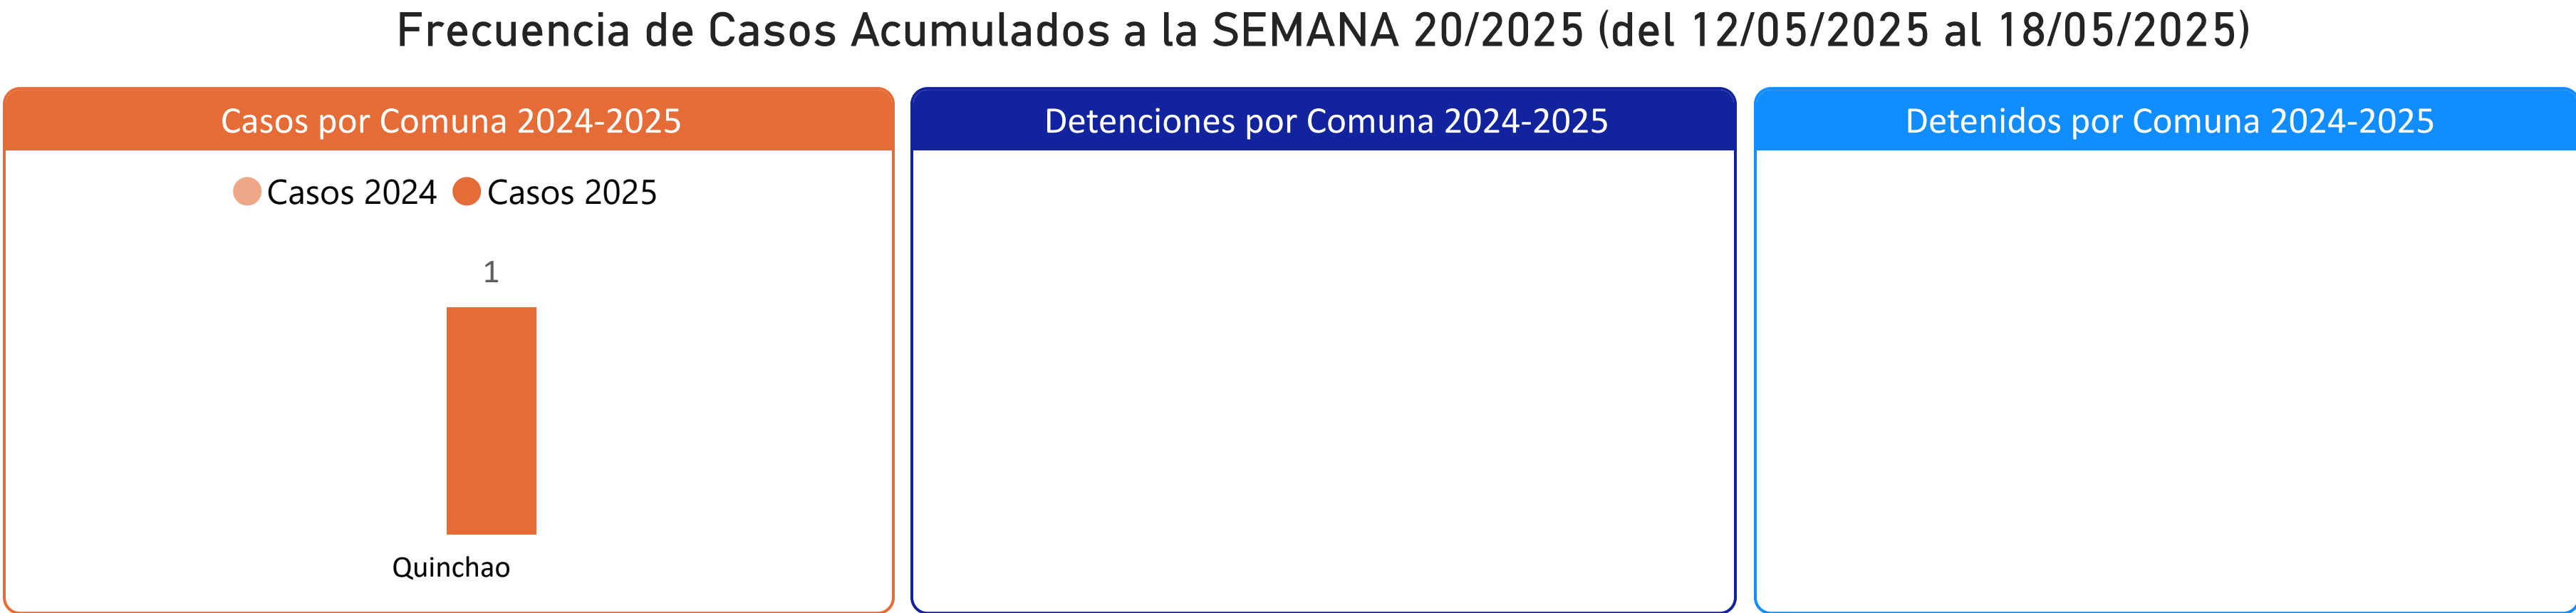 Frecuencia de Casos Acumulados a la SEMANA 20/2025 (del 12/05/2025 al 18/05/2025)
Casos por Comuna 2024-2025
Casos 2024 Casos 2025
1
Quinchao
Detenciones por Comuna 2024-2025
Detenidos por Comuna 2024-2025